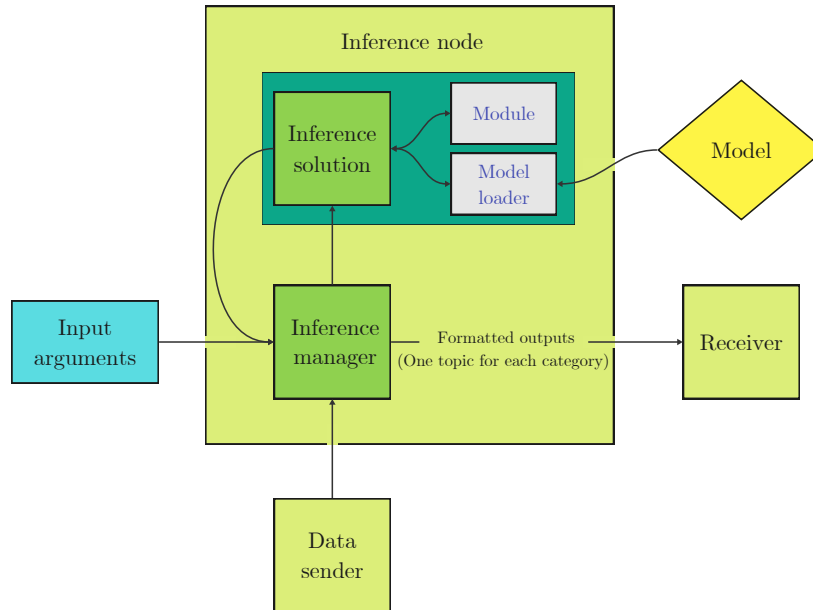 Inference node
Inference
solution
Module
Model
loader
Model
Input
arguments
Inference
manager
Formatted outputs
(One topic for each category)
Receiver
Data
sender